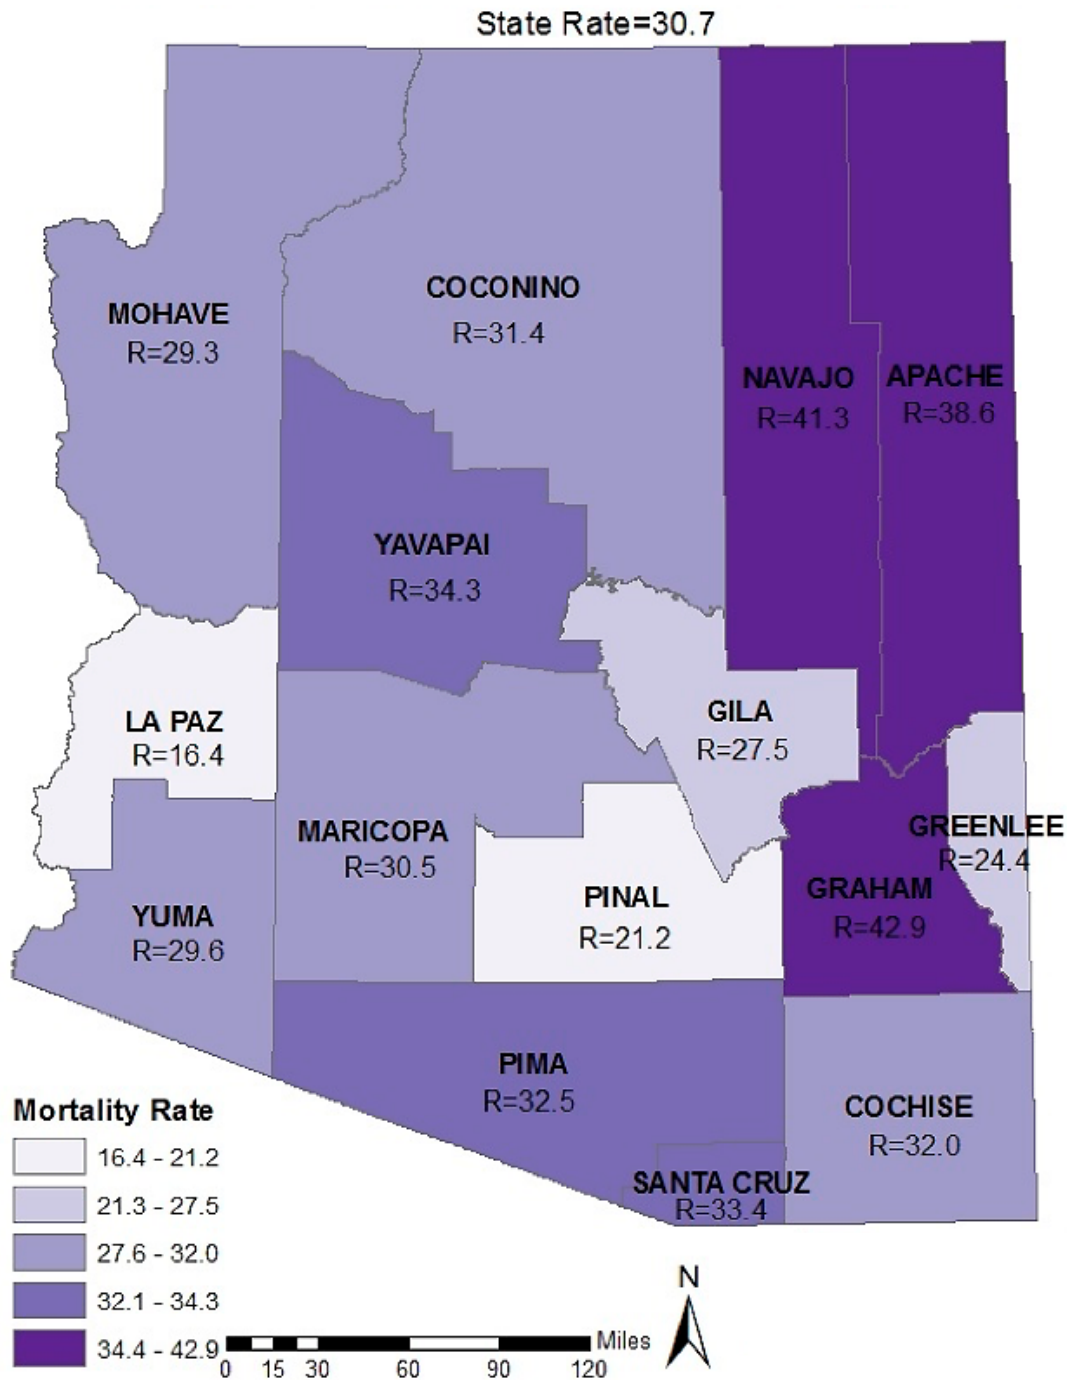 State Rate=30.7
COCONINO
R=31.4
MOHAVE
R=29.3
NAVAJO
R=41.3
APACHE
R=38.6
YAVAPAI
R=34.3
LA PAZ
R=16.4
GILA
R=27.5
MARICOPA
R=30.5
GREENLEE
R=24.4
PINAL
R=21.2
GRAHAM
R=42.9
YUMA
R=29.6
PIMA
R=32.5
COCHISE
R=32.0
SANTA CRUZ
R=33.4
Mortality Rate
16.4 - 21.2
21.3 - 27.5
27.6 - 32.0
32.1 - 34.3
34.4 - 42.9
Miles
0 15 30 60 90 120
N